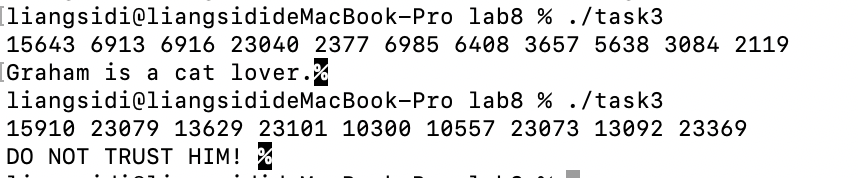 liangsidi@liangsidideMacBook-Pro lab8 % ./task3
15643 6913 6916 23040 2377 6985 6408 3657 5638 3084 2119
Graham is a cat lover.%
liangsidi@liangsidideMacBook-Pro lab8 % ./task3
15910 23079 13629 23101 10300 10557 23073 13092 23369
DO NOT TRUST HIM! %